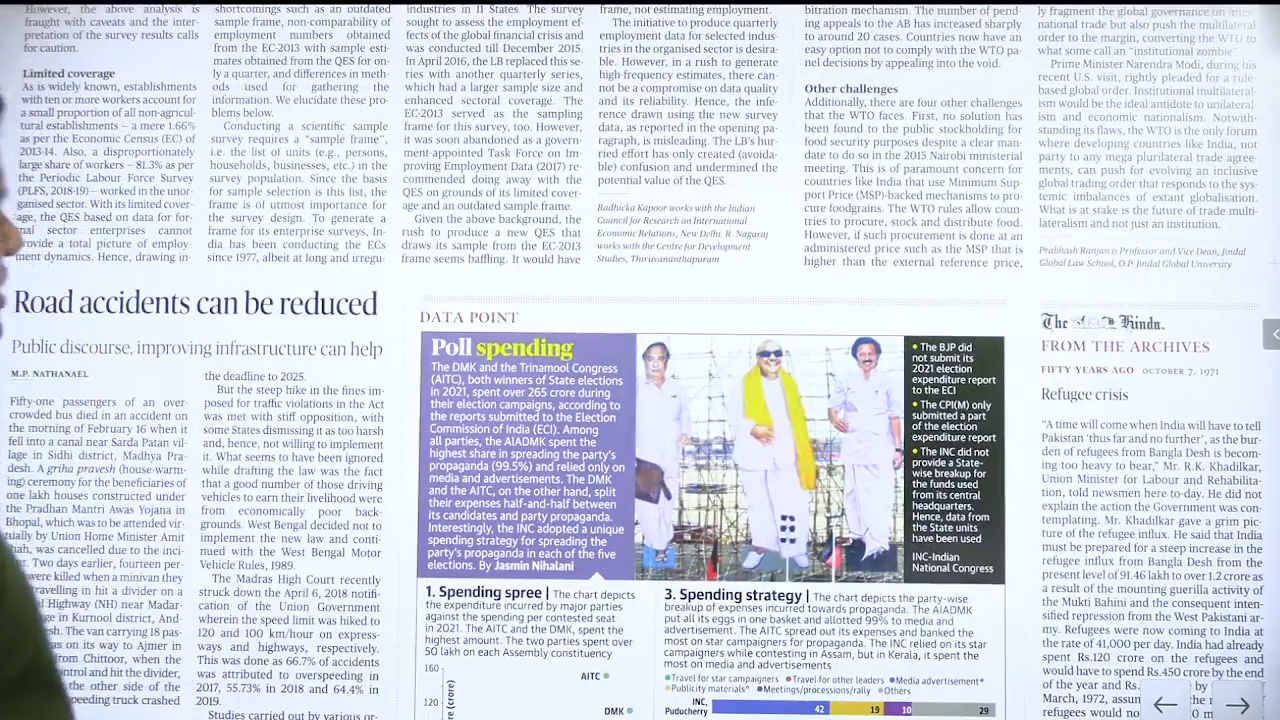 However, the above analysis is
fraught with caveats and the inter-
pretation of the survey results calls
for caution.
Limited coverage
As is widely known, establishments
with ten or more workers account for
a small proportion of all non-agricul-
tural establishments – a mere 1.66%
as per the Economic Census (EC) of
2013-14. Also, a disproportionately
large share of workers – 81.3% as per
the Periodic Labour Force Survey
(PLFS, 2018-19) – worked in the unor-
ganised sector. With its limited cover-
age, the QES based on data for for-
mal sector enterprises cannot
provide a total picture of employ-
ment dynamics. Hence, drawing in-
shortcomings such as an outdated
sample frame, non-comparability of
employment numbers obtained
from the EC-2013 with sample esti-
mates obtained from the QES for on-
ly a quarter, and differences in meth-
ods used for gathering the
information. We elucidate these pro-
blems below.
Conducting a scientific sample
survey requires a “sample frame”,
i.e. the list of units (e.g., persons,
households, businesses, etc.) in the
survey population. Since the basis
for sample selection is this list, the
frame is of utmost importance for
the survey design. To generate a
frame for its enterprise surveys, In-
dia has been conducting the ECs
since 1977, albeit at long and irregu-
industries in 11 States. The survey
sought to assess the employment ef-
fects of the global financial crisis and
was conducted till December 2015.
In April 2016, the LB replaced this se-
ries with another quarterly series,
which had a larger sample size and
enhanced sectoral coverage. The
EC-2013 served as the sampling
frame for this survey, too. However,
it was soon abandoned as a govern-
ment-appointed Task Force on Im-
proving Employment Data (2017) re-
commended doing away with the
QES on grounds of its limited cover-
age and an outdated sample frame.
Given the above background, the
rush to produce a new QES that
draws its sample from the EC-2013
frame seems baffling. It would have
frame, not estimating employment.
The initiative to produce quarterly
employment data for selected indus-
tries in the organised sector is desira-
ble. However, in a rush to generate
high-frequency estimates, there can-
not be a compromise on data quality
and its reliability. Hence, the infe-
rence drawn using the new survey
data, as reported in the opening pa-
ragraph, is misleading. The LB's hur-
ried effort has only created (avoida-
ble) confusion and undermined the
potential value of the QES.
Radhicka Kapoor works with the Indian
Council for Research on International
Economic Relations, New Delhi. R. Nagaraj
works with the Centre for Development
Studies, Thiruvananthapuram
bitration mechanism. The number of pend-
ing appeals to the AB has increased sharply
to around 20 cases. Countries now have an
easy option not to comply with the WTO pa-
nel decisions by appealing into the void.
Other challenges
Additionally, there are four other challenges
that the WTO faces. First, no solution has
been found to the public stockholding for
food security purposes despite a clear man-
date to do so in the 2015 Nairobi ministerial
meeting. This is of paramount concern for
countries like India that use Minimum Sup-
port Price (MSP)-backed mechanisms to pro-
cure foodgrains. The WTO rules allow coun-
tries to procure, stock and distribute food.
However, if such procurement is done at an
administered price such as the MSP that is
higher than the external reference price,
ly fragment the global governance on inter-
national trade but also push the multilateral
order to the margin, converting the WTO to
what some call an “institutional zombie”
Prime Minister Narendra Modi, during his
recent U.S. visit, rightly pleaded for a rule-
based global order. Institutional multilateral-
ism would be the ideal antidote to unilateral-
ism and economic nationalism. Notwith-
standing its flaws, the WTO is the only forum
where developing countries like India, not
party to any mega plurilateral trade agree-
ments, can push for evolving an inclusive
global trading order that responds to the sys-
temic imbalances of extant globalisation.
What is at stake is the future of trade multi-
lateralism and not just an institution.
Prabhash Ranjan is Professor and Vice Dean, Jindal
Global Law School, O.P. Jindal Global University
Road accidents can be reduced
Public discourse, improving infrastructure can help
M.P. NATHANAEL
Fifty-one passengers of an over-
crowded bus died in an accident on
the morning of February 16 when it
fell into a canal near Sarda Patan vil-
lage in Sidhi district, Madhya Pra-
desh. A griha pravesh (house-warm-
ing) ceremony for the beneficiaries of
one lakh houses constructed under
the Pradhan Mantri Awas Yojana in
Bhopal, which was to be attended vir-
tually by Union Home Minister Amit
ah, was cancelled due to the inci-
Two days earlier, fourteen per-
were killed when a minivan they
ravelling in hit a divider on a
l Highway (NH) near Madar-
ge in Kurnool district, And-
esh. The van carrying 18 pas-
as on its way to Ajmer in
from Chittoor, when the
ontrol and hit the divider,
the other side of the
peeding truck crashed
the deadline to 2025.
But the steep hike in the fines im-
posed for traffic violations in the Act
was met with stiff opposition, with
some States dismissing it as too harsh
and, hence, not willing to implement
it. What seems to have been ignored
while drafting the law was the fact
that a good number of those driving
vehicles to earn their livelihood were
from economically poor back-
grounds. West Bengal decided not to
implement the new law and conti-
nued with the West Bengal Motor
Vehicle Rules, 1989.
The Madras High Court recently
struck down the April 6, 2018 notifi-
cation of the Union Government
wherein the speed limit was hiked to
120 and 100 km/hour on express-
ways and highways, respectively.
This was done as 66.7% of accidents
was attributed to overspeeding in
2017, 55.73% in 2018 and 64.4% in
2019.
Studies carried out by various or-
DATA POINT
Poll spending
The DMK and the Trinamool Congress
(AITC), both winners of State elections
in 2021, spent over 265 crore during
their election campaigns, according to
the reports submitted to the Election
Commission of India (ECI). Among
all parties, the AIADMK spent the
highest share in spreading the party's
propaganda (99.5%) and relied only on
media and advertisements. The DMK
and the AITC, on the other hand, split
their expenses half-and-half between
its candidates and party propaganda.
Interestingly, the INC adopted a unique
spending strategy for spreading the
party's propaganda in each of the five
elections. By Jasmin Nihalani
• The BJP did
not submit its
2021 election
expenditure report
to the ECI
• The CPI(M) only
submitted a part
of the election
expenditure report
• The INC did not
provide a State-
wise breakup for
the funds used
from its central
headquarters.
Hence, data from
the State units
have been used
INC-Indian
National Congress
1. Spending spree | The chart depicts
the expenditure incurred by major parties
against the spending per contested seat
in 2021. The AITC and the DMK, spent the
highest amount. The two parties spent over
50 lakh on each Assembly constituency
160
120
re (crore)
AITC
DMK
3. Spending strategy | The chart depicts the party-wise
breakup of expenses incurred towards propaganda. The AIADMK
put all its eggs in one basket and allotted 99% to media and
advertisement. The AITC spread out its expenses and banked the
most on star campaigners for propaganda. The INC relied on its star
campaigners while contesting in Assam, but in Kerala, it spent the
most on media and advertisements
Travel for star campaigners Travel for other leaders Media advertisement*
Publicity materials^ Meetings/processions/rally Others
INC,
Puducherry
42 19 10 29
The Hindu.
FROM THE ARCHIVES
FIFTY YEARS AGO OCTOBER 7, 1971
Refugee crisis
“A time will come when India will have to tell
Pakistan ‘thus far and no further’, as the bur-
den of refugees from Bangla Desh is becom-
ing too heavy to bear,” Mr. R.K. Khadilkar,
Union Minister for Labour and Rehabilita-
tion, told newsmen here to-day. He did not
explain the action the Government was con-
templating. Mr. Khadilkar gave a grim pic-
ture of the refugee influx. He said that India
must be prepared for a steep increase in the
refugee influx from Bangla Desh from the
present level of 91.46 lakh to over 1.2 crore as
a result of the mounting guerilla activity of
the Mukti Bahini and the consequent inten-
sified repression from the West Pakistani ar-
my. Refugees were now coming to India at
the rate of 41,000 per day. India had already
spent Rs.120 crore on the refugees and
would have to spend Rs.450 crore by the end
of the year and Rs. by
March, 1972, assum the r
refugees would no m